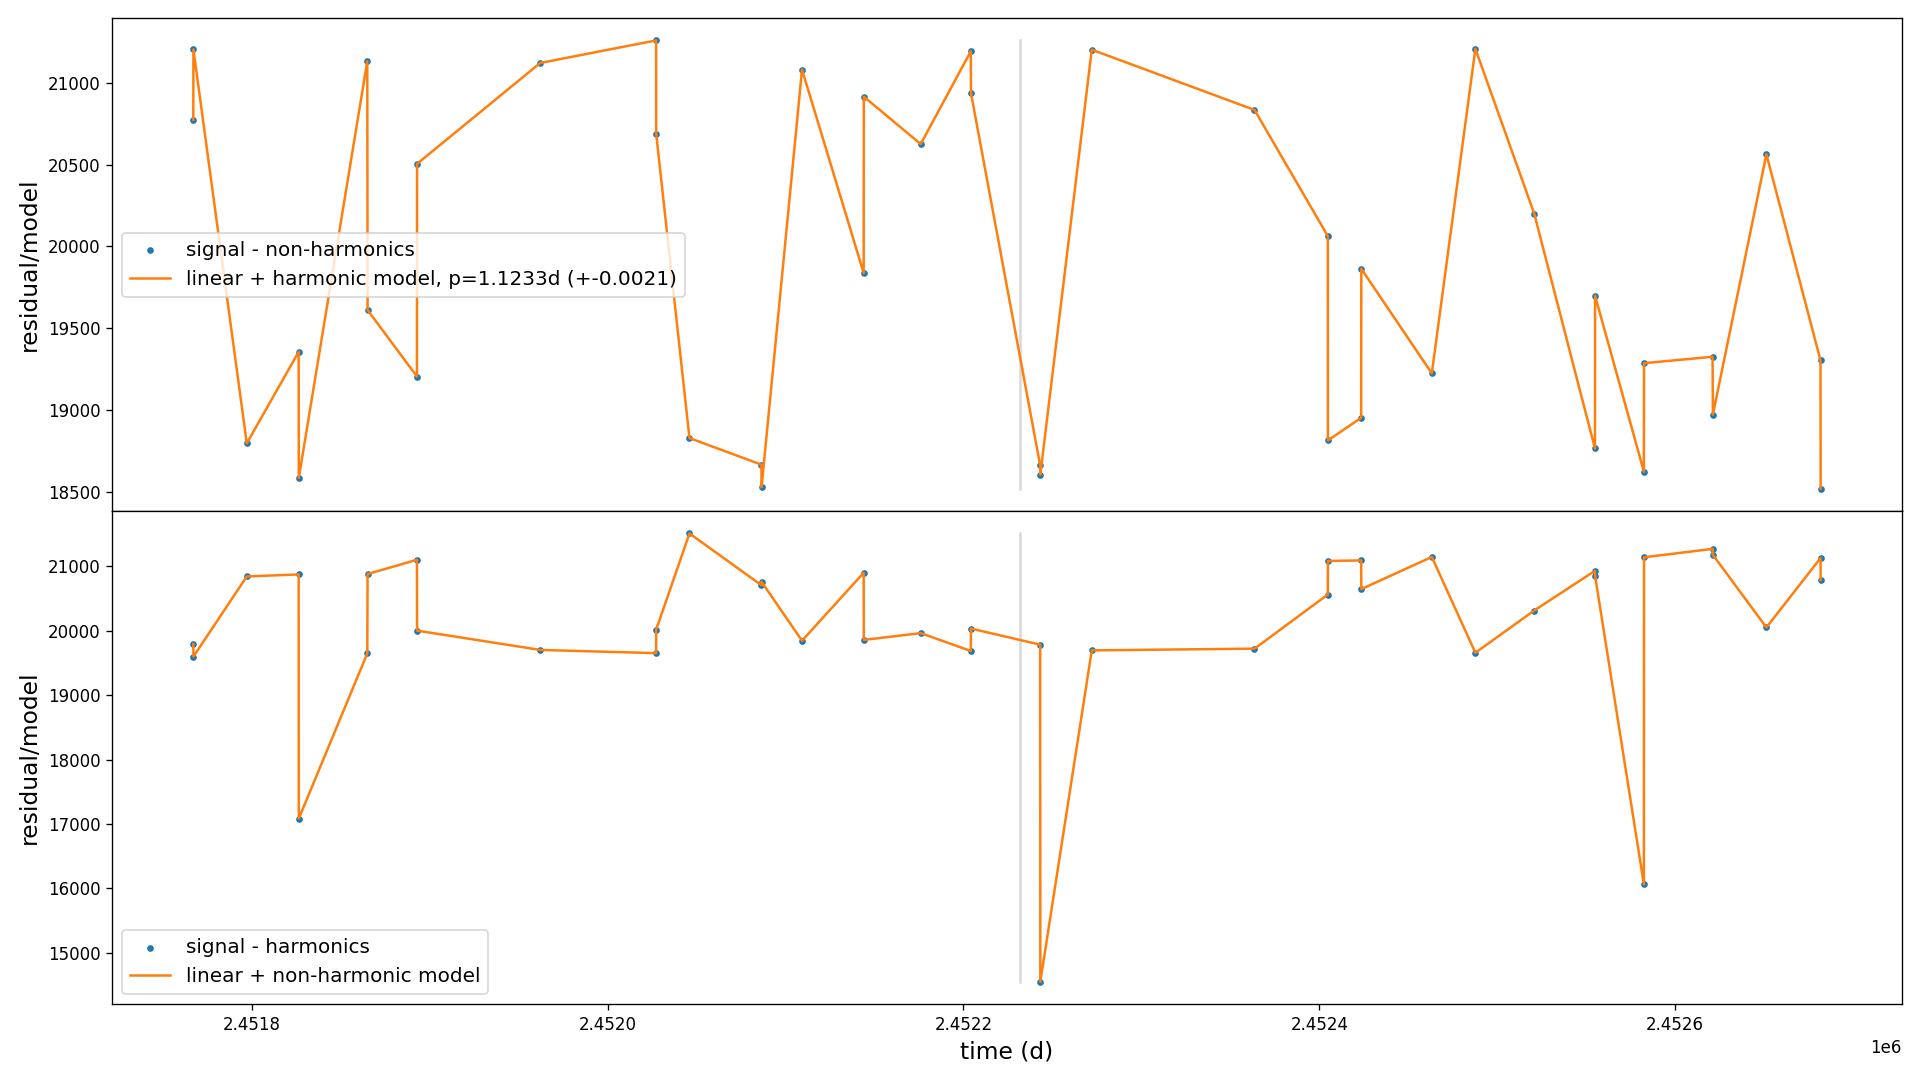 21000
20500
20000
19500
19000
18500
residual/model
signal - non-harmonics
linear + harmonic model, p=1.1233d (+-0.0021)
21000
20000
19000
18000
17000
16000
15000
residual/model
signal - harmonics
linear + non-harmonic model
2.4518 2.4520 2.4522 2.4524 2.4526
time (d)
1e6